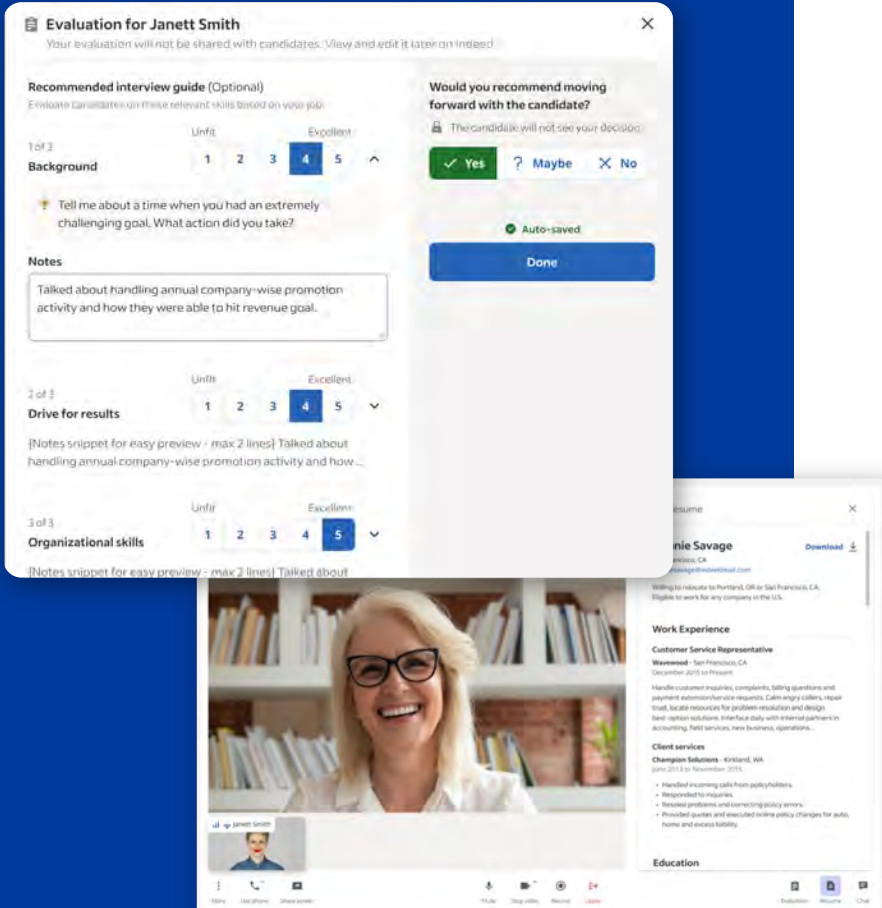 Evaluation for Janett Smith
Your evaluation will not be shared with candidates. View and edit it later on Indeed.
Recommended interview guide (Optional)
Evaluate candidates on these relevant skills based on your job.
Unfit Excellent
1 of 3
Background
1 2 3 4 5
Tell me about a time when you had an extremely
challenging goal. What action did you take?
Notes
Talked about handling annual company-wise promotion
activity and how they were able to hit revenue goal.
Unfit Excellent
2 of 3
Drive for results
1 2 3 4 5
[Notes snippet for easy preview - max 2 lines] Talked about
handling annual company-wise promotion activity and how...
Unfit Excellent
3 of 3
Organizational skills
1 2 3 4 5
[Notes snippet for easy preview - max 2 lines] Talked about
Would you recommend moving
forward with the candidate?
The candidate will not see your decision.
Yes ? Maybe No
Auto-saved
Done
esume
nie Savage
Download
ncisco, CA
Willing to relocate to Portland, OR or San Francisco, CA.
Eligible to work for any company in the U.S.
Work Experience
Customer Service Representative
Wavewood - San Francisco, CA
December 2015 to Present
Handle customer inquiries, complaints, billing questions and
payment extension/service requests. Calm angry callers, repair
trust, locate resources for problem resolution and design
best-option solutions. Interface daily with internal partners in
accounting, field services, new business, operations...
Client services
Champion Solutions - Kirkland, WA
June 2013 to November 2015
• Handled incoming calls from policyholders.
• Responded to inquiries.
• Resolved problems and correcting policy errors.
• Provided quotes and executed online policy changes for auto,
home and excess liability.
Education
Janett Smith
More Use phone Share screen Mute Stop video Record Leave
Evaluation Resume Chat